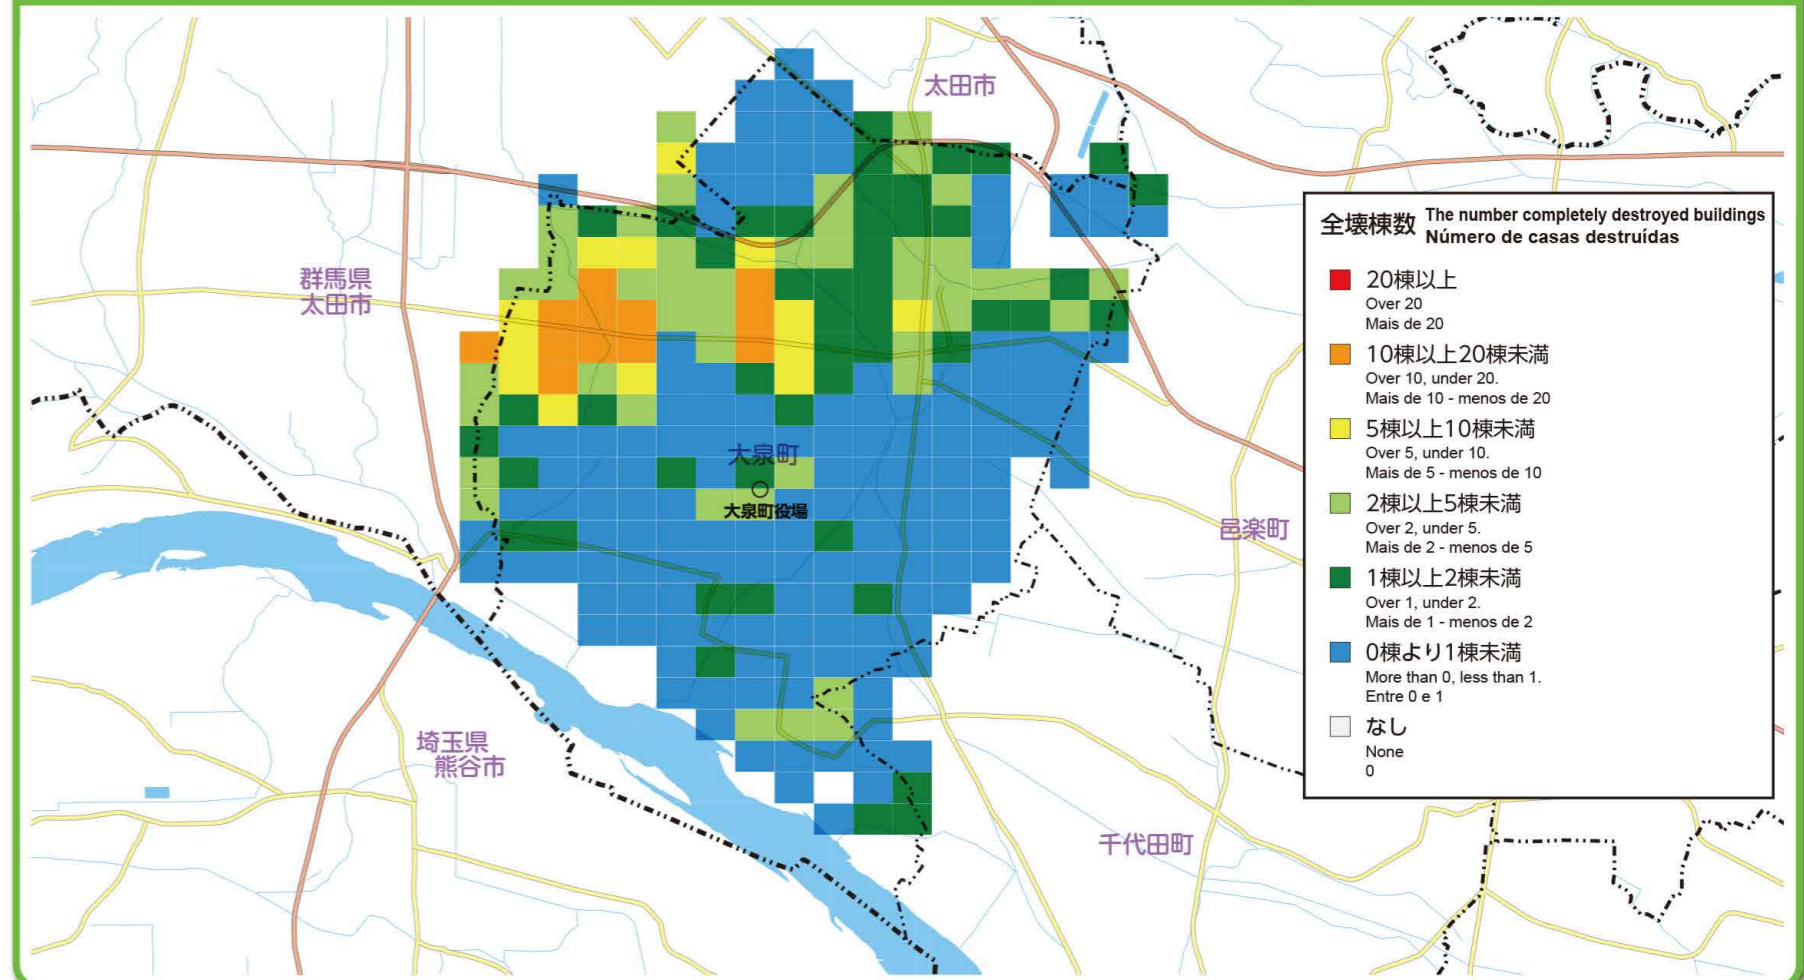 太田市
群馬県
太田市
大泉町
大泉町役場
邑楽町
埼玉県
熊谷市
千代田町
全壊棟数
The number completely destroyed buildings
Número de casas destruídas
20棟以上
Over 20
Mais de 20
10棟以上20棟未満
Over 10, under 20.
Mais de 10 - menos de 20
5棟以上10棟未満
Over 5, under 10.
Mais de 5 - menos de 10
2棟以上5棟未満
Over 2, under 5.
Mais de 2 - menos de 5
1棟以上2棟未満
Over 1, under 2.
Mais de 1 - menos de 2
0棟より1棟未満
More than 0, less than 1.
Entre 0 e 1
なし
None
0